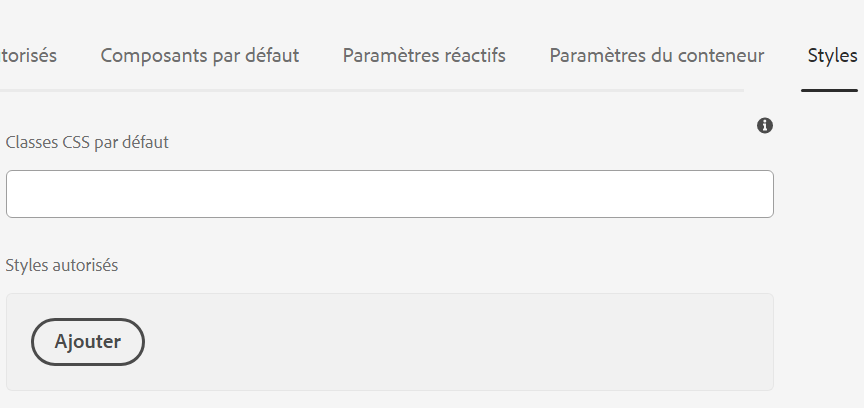 torisés Composants par défaut Paramètres réactifs Paramètres du conteneur Styles
Classes CSS par défaut
Styles autorisés
Ajouter